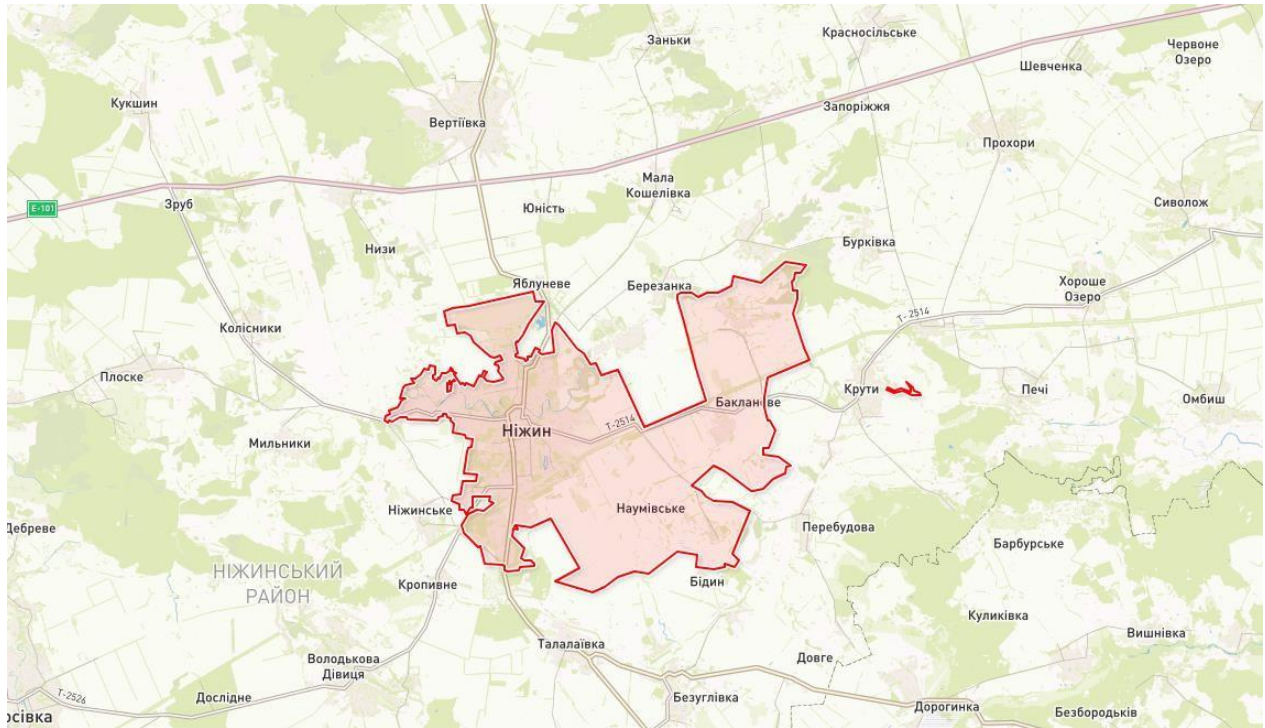 Заньки
Красносільське
Червоне
Озеро
Шевченка
Кукшин
Запоріжжя
Вертіївка
Прохори
Мала
Кошелівка
Зруб
E-101
Юність
Сиволож
Низи
Бурківка
Яблуневе
Березанка
Хороше
Озеро
Т- 2514
Колісники
Плоске
Крути
Печі
Омбиш
Бакланове
Т-2514
Ніжин
Мильники
Ніжинське
Наумівське
Дебреве
Перебудова
Барбурське
НІЖИНСЬКИЙ
РАЙОН
Кропивне
Бідин
Куликівка
Вишнівка
Талалаївка
Володькова
Дівиця
Довге
Т-2526
Дослідне
Безуглівка
Дорогинка
Безбородьків
осівка